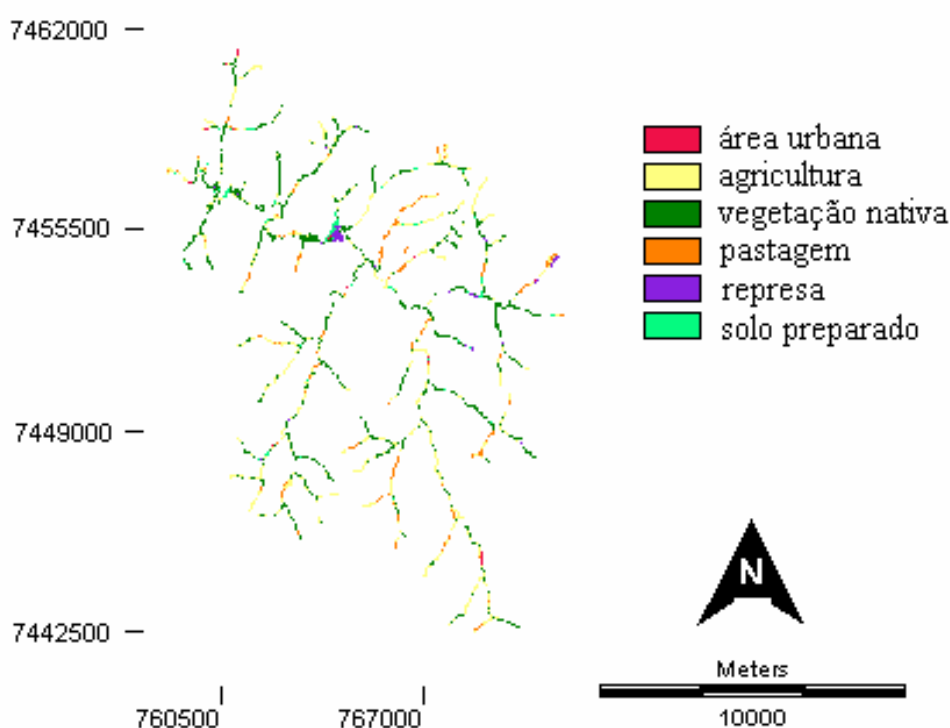 7462000
área urbana
agricultura
vegetação nativa
7455500
pastagem
represa
solo preparado
7449000
N
7442500
Meters
760500
767000
10000